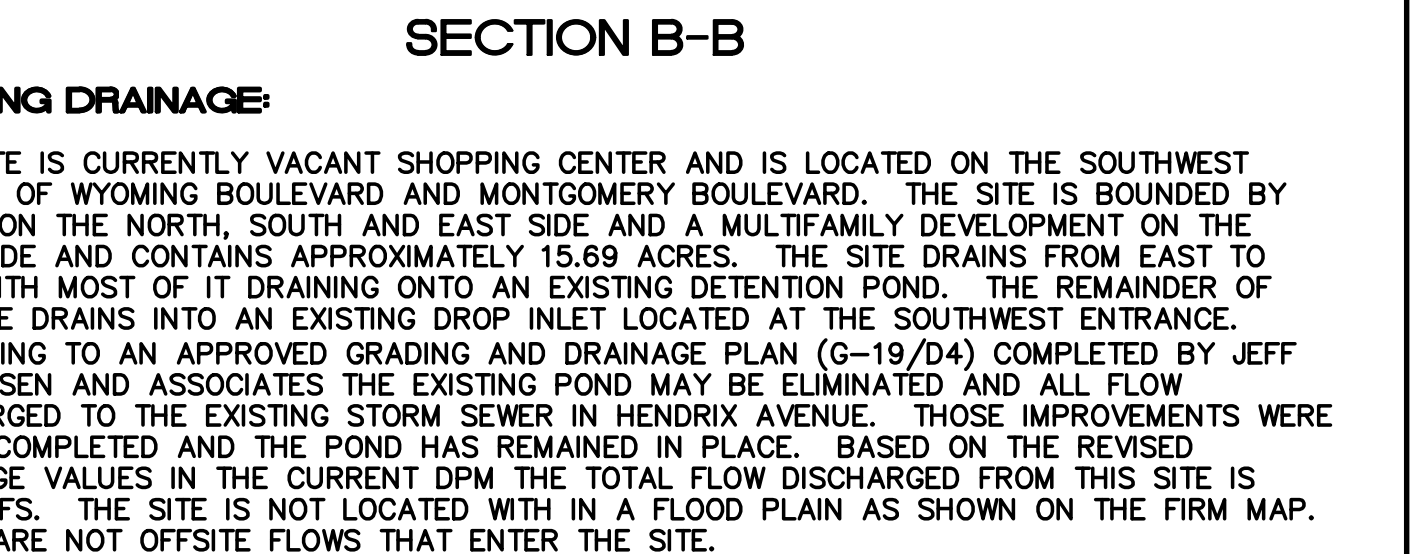 SECTION B-B
NG DRAINAGE:
TE IS CURRENTLY VACANT SHOPPING CENTER AND IS LOCATED ON THE SOUTHWEST
OF WYOMING BOULEVARD AND MONTGOMERY BOULEVARD. THE SITE IS BOUNDED BY
ON THE NORTH, SOUTH AND EAST SIDE AND A MULTIFAMILY DEVELOPMENT ON THE
DE AND CONTAINS APPROXIMATELY 15.69 ACRES. THE SITE DRAINS FROM EAST TO
ITH MOST OF IT DRAINING ONTO AN EXISTING DETENTION POND. THE REMAINDER OF
E DRAINS INTO AN EXISTING DROP INLET LOCATED AT THE SOUTHWEST ENTRANCE.
ING TO AN APPROVED GRADING AND DRAINAGE PLAN (G-19/D4) COMPLETED BY JEFF
SEN AND ASSOCIATES THE EXISTING POND MAY BE ELIMINATED AND ALL FLOW
RGED TO THE EXISTING STORM SEWER IN HENDRIX AVENUE. THOSE IMPROVEMENTS WERE
COMPLETED AND THE POND HAS REMAINED IN PLACE. BASED ON THE REVISED
GE VALUES IN THE CURRENT DPM THE TOTAL FLOW DISCHARGED FROM THIS SITE IS
FS. THE SITE IS NOT LOCATED WITH IN A FLOOD PLAIN AS SHOWN ON THE FIRM MAP.
ARE NOT OFFSITE FLOWS THAT ENTER THE SITE.